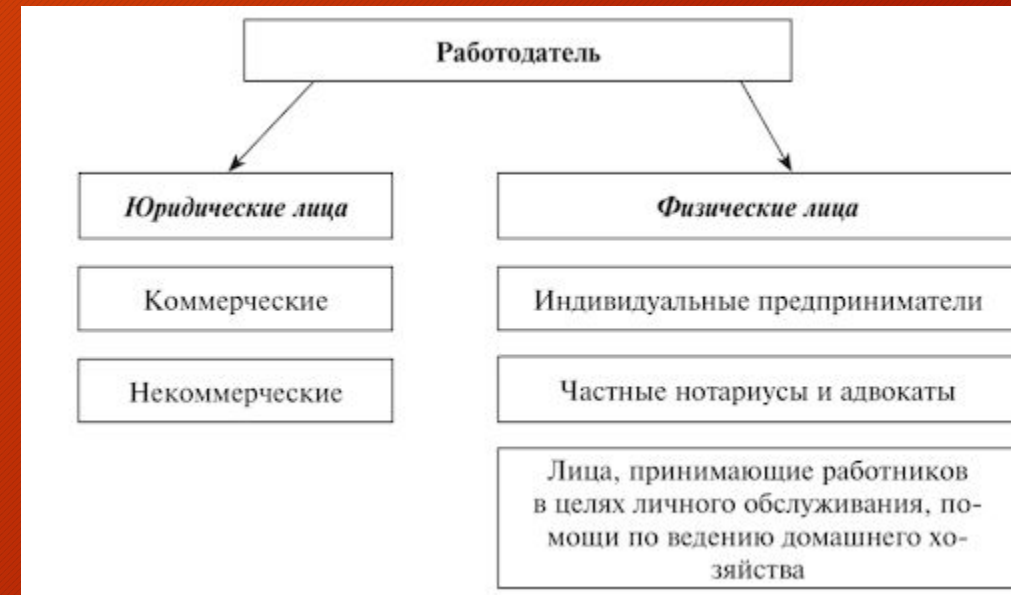 Работодатель
Юридические лица
Физические лица
Коммерческие
Индивидуальные предприниматели
Некоммерческие
Частные нотариусы и адвокаты
Лица, принимающие работников
в целях личного обслуживания, по-
мощи по ведению домашнего хо-
зяйства